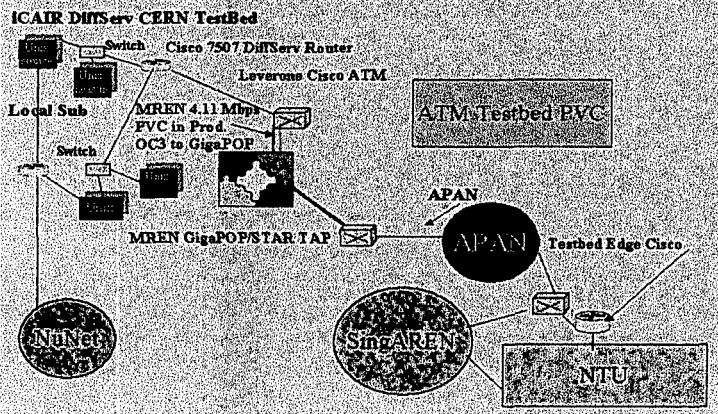 iCAIR DiffServ CERN TestBed
Switch
Cisco 7507 DiffServ Router
Leverone Cisco ATM
Local Sub
MREN 4.11 Mbps
PVC in Prod.
OC3 to GigaPOP
ATM-Testbed PVC
Switch
APAN
MREN GigaPOP/STAR TAP
APAN
Testbed Edge Cisco
NuNet
SingAREN
NTU